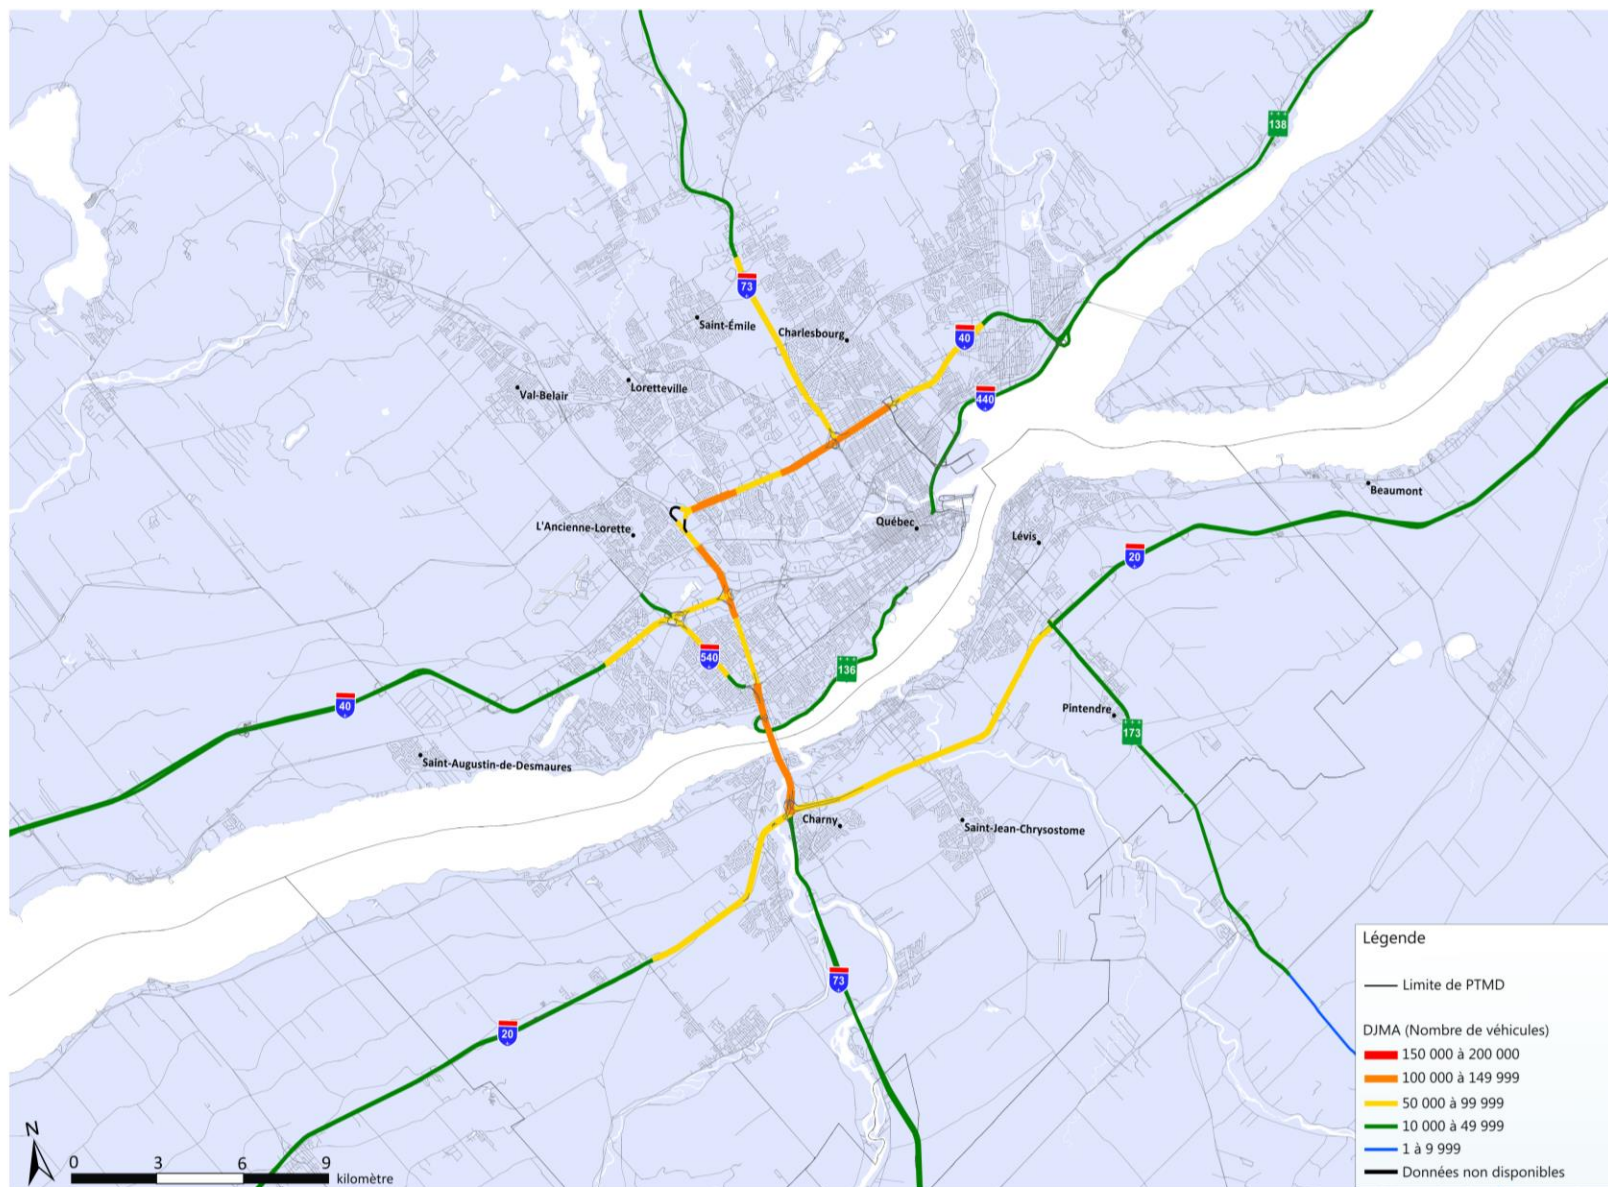 138
73
Saint-Émile
Charlesbourg
40
Val-Belair
Loretteville
440
Beaumont
L'Ancienne-Lorette
Québec
Lévis
20
540
136
40
Pintendre
173
Saint-Augustin-de-Desmaures
Charny
Saint-Jean-Chrysostome
73
20
Légende
Limite de PTMD
DJMA (Nombre de véhicules)
150 000 à 200 000
100 000 à 149 999
50 000 à 99 999
10 000 à 49 999
1 à 9 999
Données non disponibles
N
0 3 6 9
kilomètre